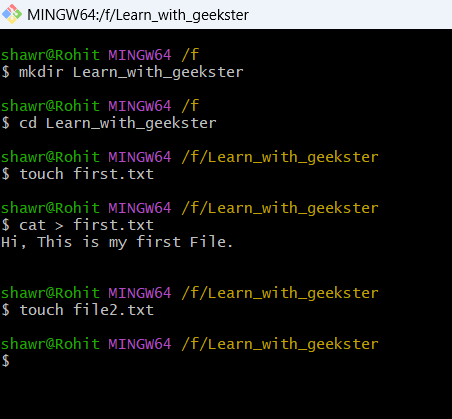 MINGW64:/f/Learn_with_geekster
shawr@Rohit MINGW64 /f
$ mkdir Learn_with_geekster
shawr@Rohit MINGW64 /f
$ cd Learn_with_geekster
shawr@Rohit MINGW64 /f/Learn_with_geekster
$ touch first.txt
shawr@Rohit MINGW64 /f/Learn_with_geekster
$ cat > first.txt
Hi, This is my first File.
shawr@Rohit MINGW64 /f/Learn_with_geekster
$ touch file2.txt
shawr@Rohit MINGW64 /f/Learn_with_geekster
$